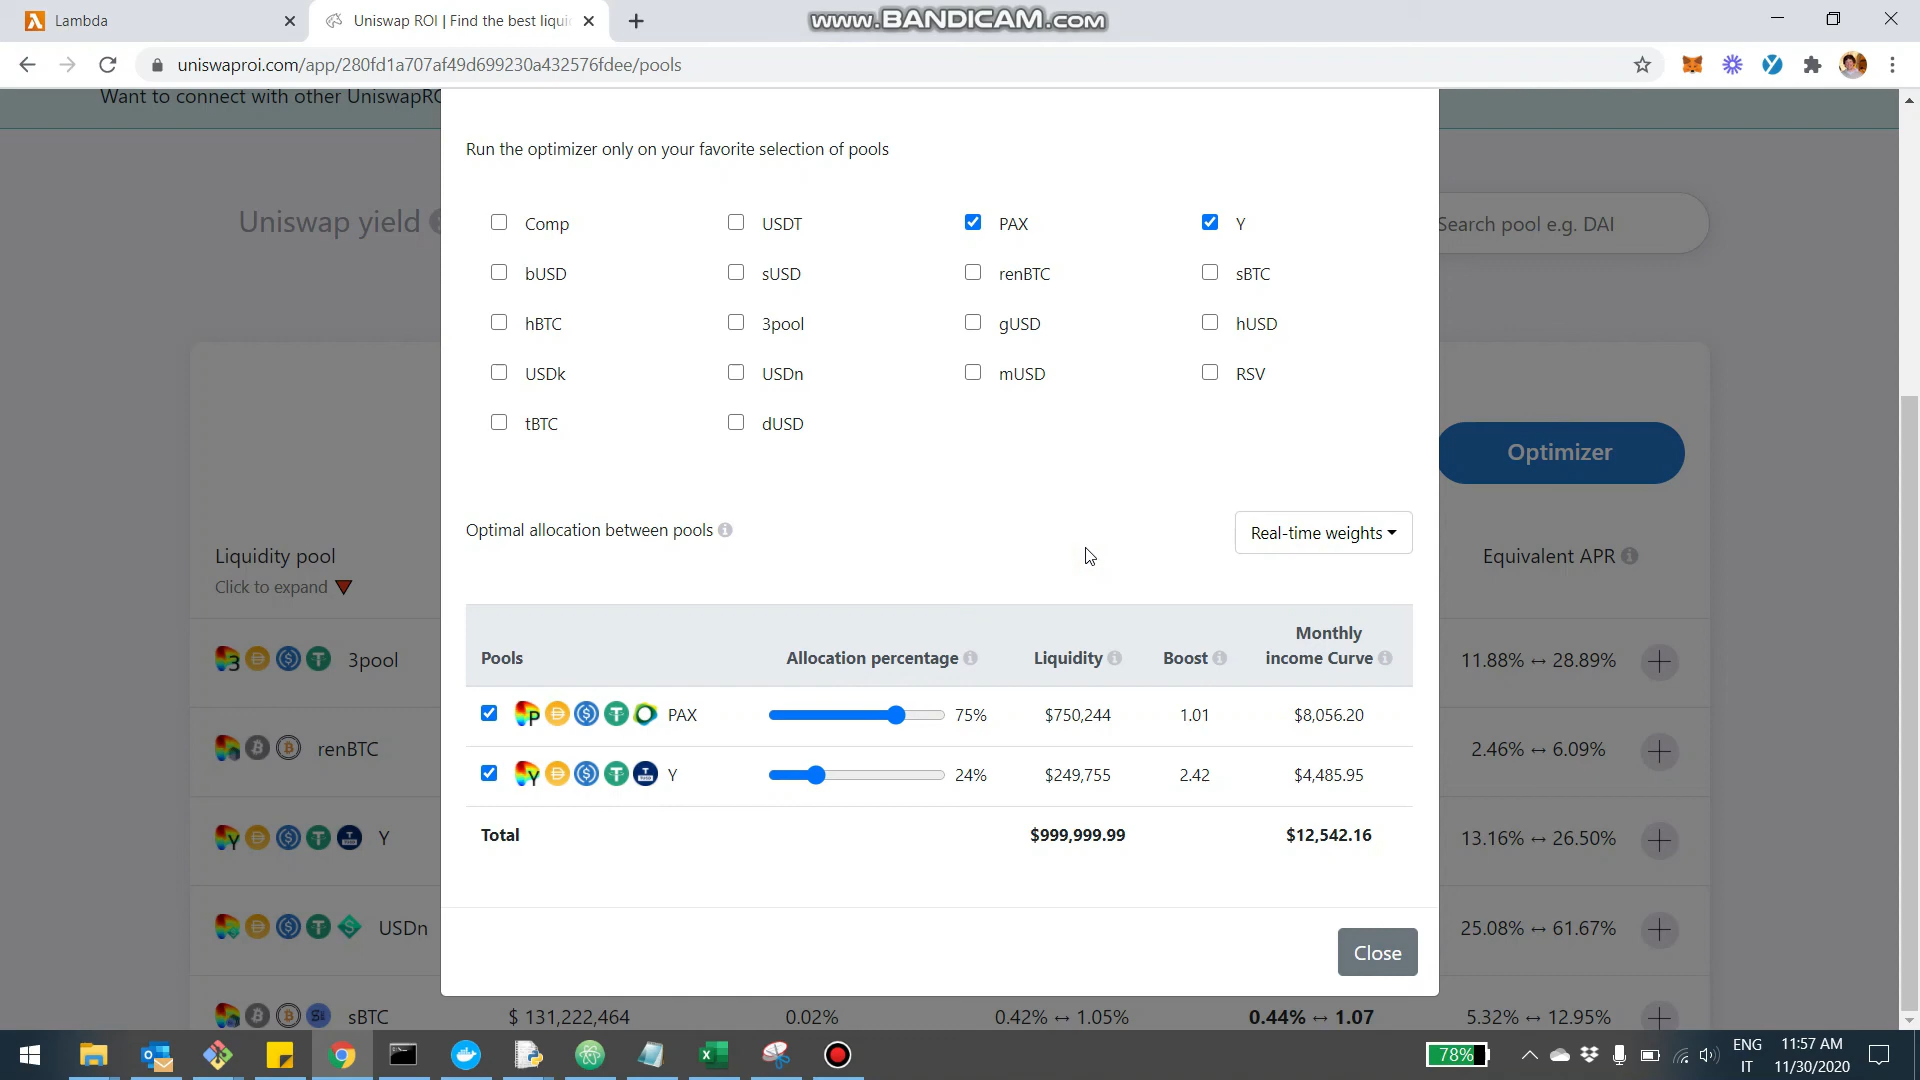 Lambda
Uniswap ROI | Find the best liqui
www.BANDICAM.com
uniswaproi.com/app/280fd1a707af49d699230a432576fdee/pools
Want to connect with other UniswapRO
Run the optimizer only on your favorite selection of pools
Uniswap yield
Search pool e.g. DAI
Comp USDT PAX Y
bUSD sUSD renBTC sBTC
hBTC 3pool gUSD hUSD
USDk USDn mUSD RSV
tBTC dUSD
Optimizer
Optimal allocation between pools
Real-time weights
Liquidity pool
Click to expand
Equivalent APR
Pools Allocation percentage Liquidity Boost Monthly
income Curve
PAX 75% $750,244 1.01 $8,056.20
Y 24% $249,755 2.42 $4,485.95
Total $999,999.99 $12,542.16
Close
3pool 11.88% ↔ 28.89%
renBTC 2.46% ↔ 6.09%
Y 13.16% ↔ 26.50%
USDn 25.08% ↔ 61.67%
sBTC $ 131,222,464 0.02% 0.42% ↔ 1.05% 0.44% ↔ 1.07 5.32% ↔ 12.95%
78%
ENG
IT
11:57 AM
11/30/2020